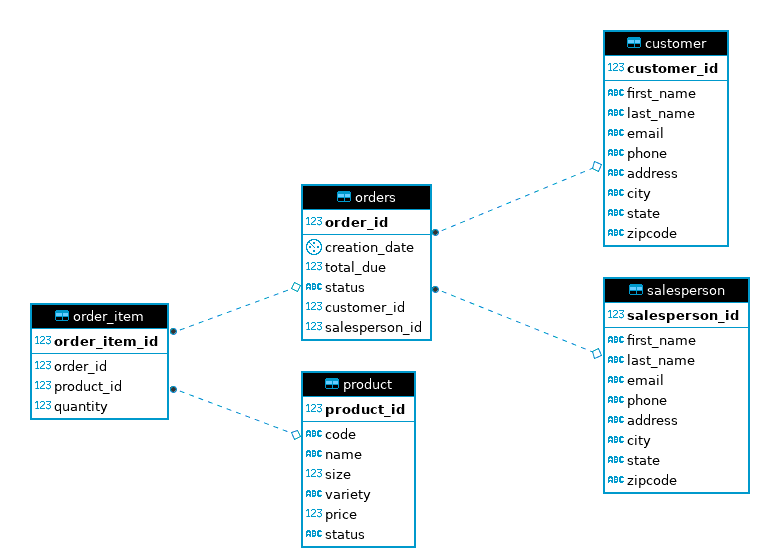 customer
123 customer_id
ABC first_name
ABC last_name
ABC email
ABC phone
ABC address
ABC city
ABC state
ABC zipcode
orders
123 order_id
creation_date
123 total_due
ABC status
123 customer_id
123 salesperson_id
salesperson
123 salesperson_id
ABC first_name
ABC last_name
ABC email
ABC phone
ABC address
ABC city
ABC state
ABC zipcode
order_item
123 order_item_id
123 order_id
123 product_id
123 quantity
product
123 product_id
ABC code
ABC name
123 size
ABC variety
123 price
ABC status